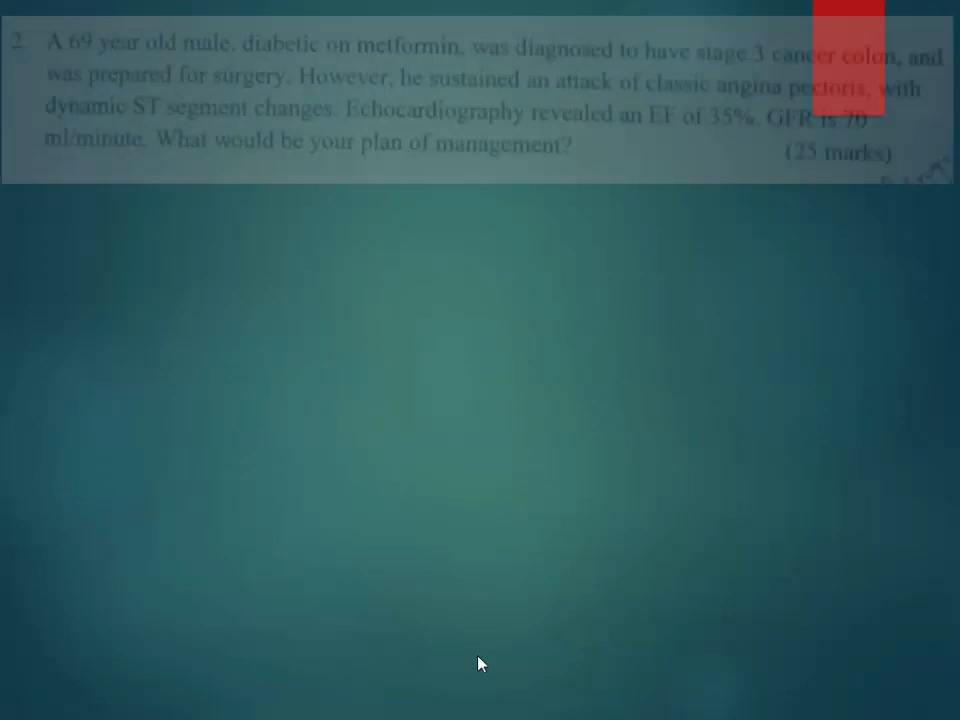 2. A 69 year old male, diabetic on metformin, was diagnosed to have stage 3 cancer colon, and
was prepared for surgery. However, he sustained an attack of classic angina pectoris, with
dynamic ST segment changes. Echocardiography revealed an EF of 35%. GFR is 70
ml/minute. What would be your plan of management?
(25 marks)